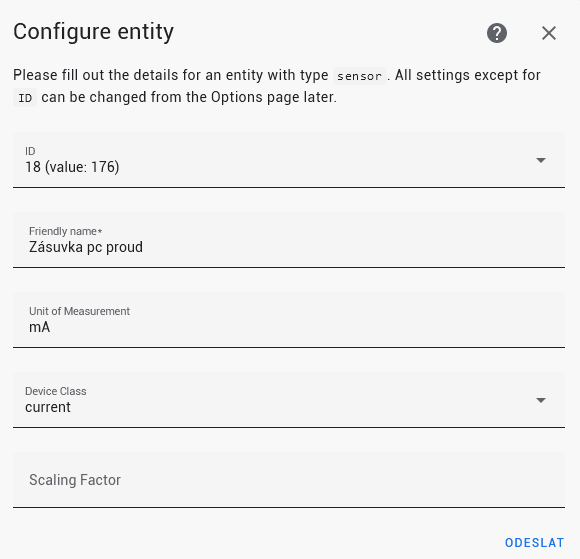 Configure entity
Please fill out the details for an entity with type sensor . All settings except for
ID can be changed from the Options page later.
ID
18 (value: 176)
Friendly name*
Zásuvka pc proud
Unit of Measurement
mA
Device Class
current
Scaling Factor
ODESLAT